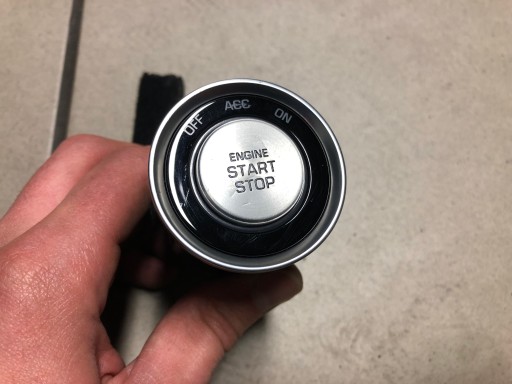 OFF ACC ON
ENGINE
START
STOP